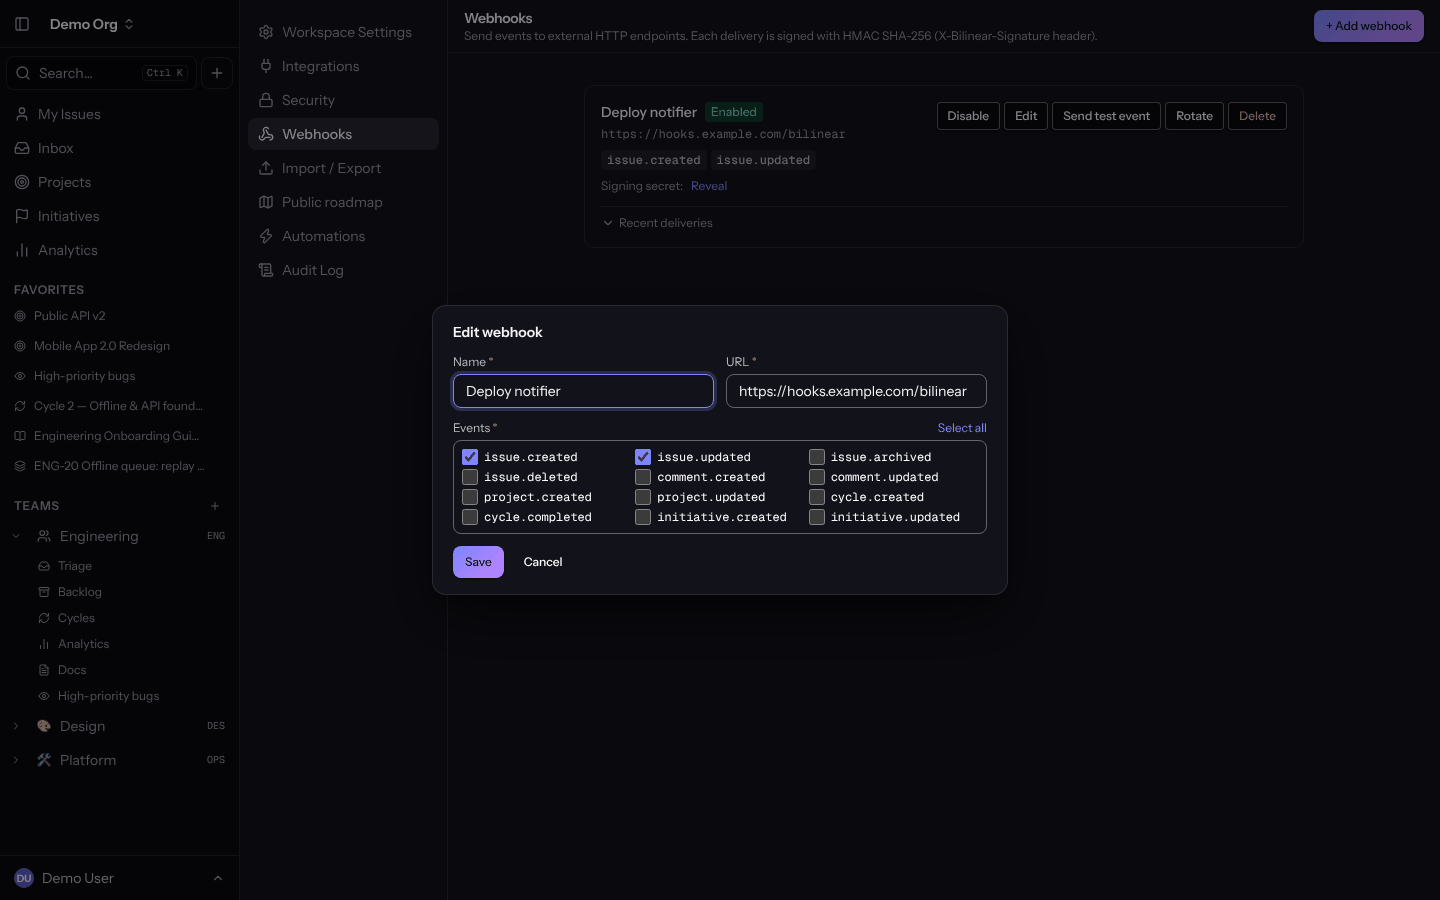 Demo Org
Search...
Ctrl K
My Issues
Inbox
Projects
Initiatives
Analytics
FAVORITES
Public API v2
Mobile App 2.0 Redesign
High-priority bugs
Cycle 2 — Offline & API found...
Engineering Onboarding Gui...
ENG-20 Offline queue: replay ...
TEAMS
Engineering ENG
Triage
Backlog
Cycles
Analytics
Docs
High-priority bugs
Design DES
Platform OPS
DU Demo User
Workspace Settings
Integrations
Security
Webhooks
Import / Export
Public roadmap
Automations
Audit Log
Webhooks
Send events to external HTTP endpoints. Each delivery is signed with HMAC SHA-256 (X-Bilinear-Signature header).
+ Add webhook
Deploy notifier Enabled
Disable Edit Send test event Rotate Delete
https://hooks.example.com/bilinear
issue.created issue.updated
Signing secret: Reveal
Recent deliveries
Edit webhook
Name * URL *
Deploy notifier https://hooks.example.com/bilinear
Events * Select all
issue.created issue.updated issue.archived
issue.deleted comment.created comment.updated
project.created project.updated cycle.created
cycle.completed initiative.created initiative.updated
Save Cancel